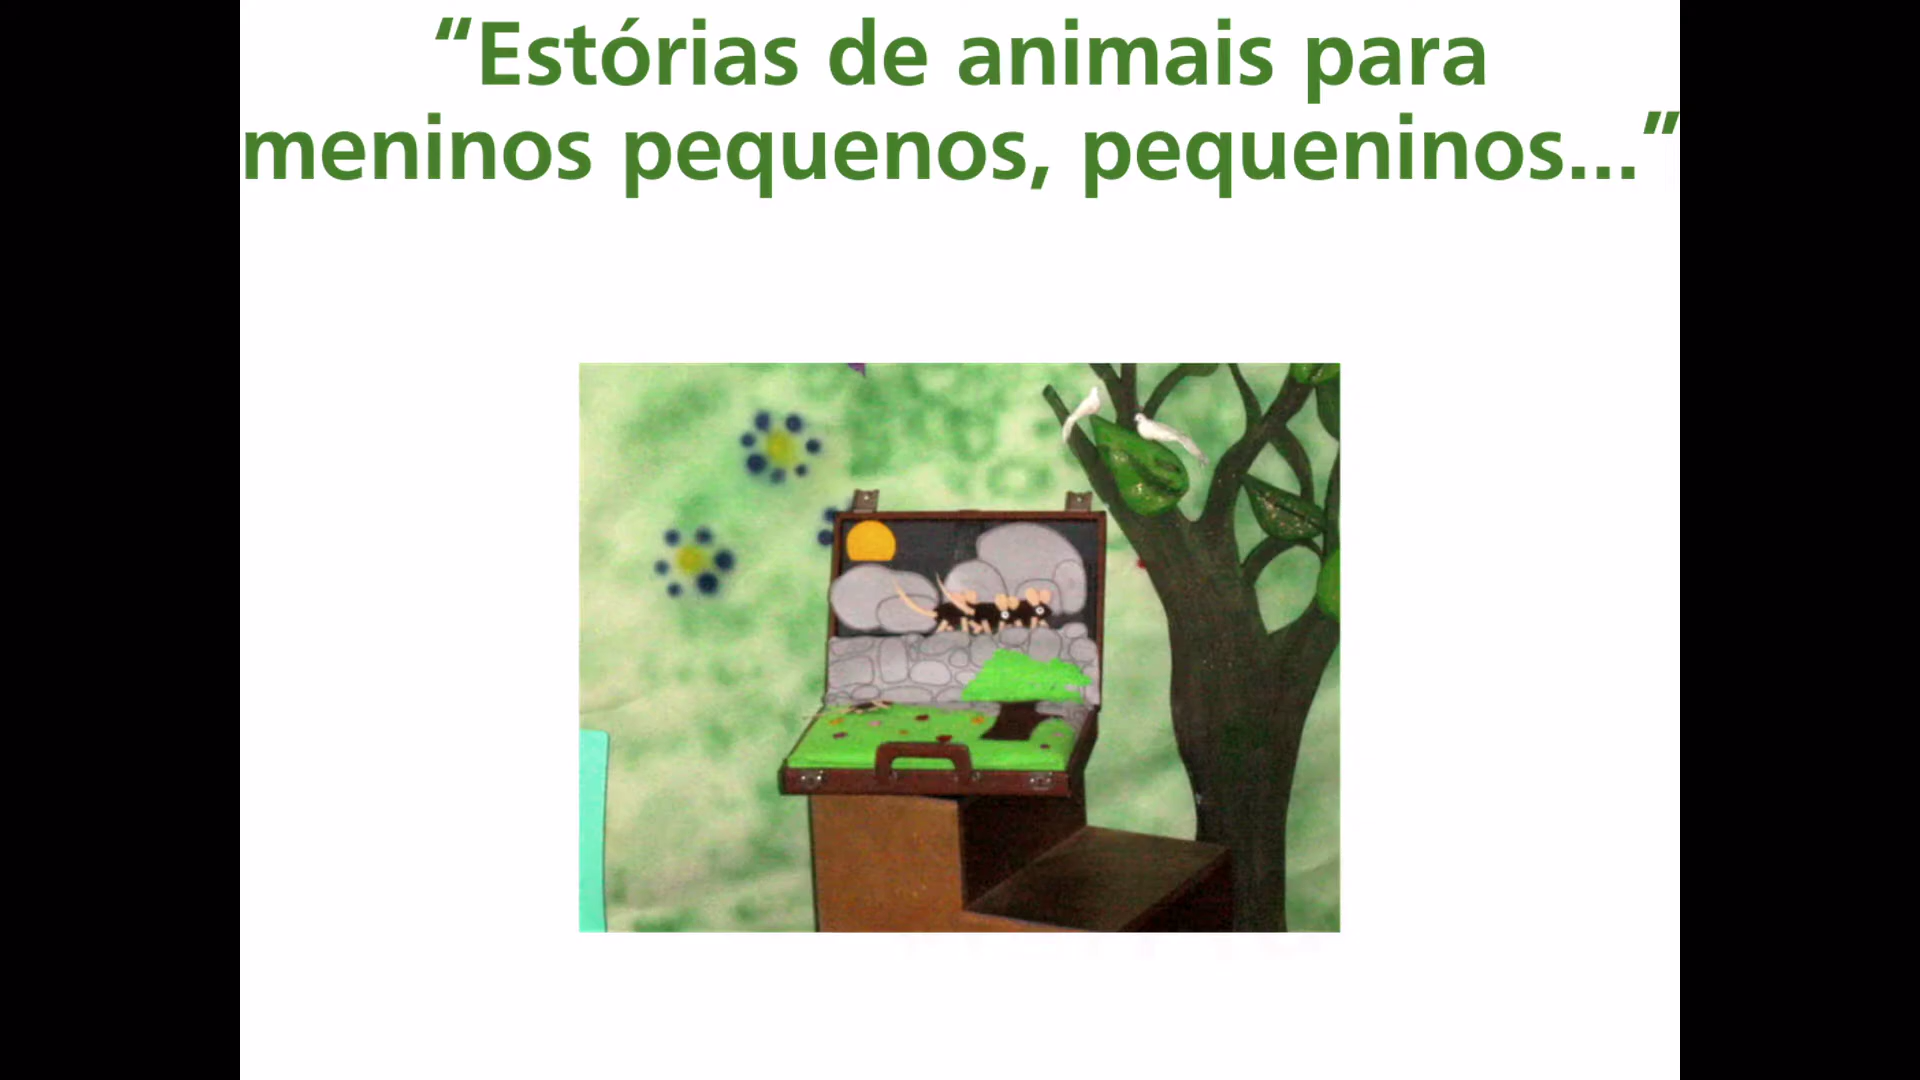 “Estórias de animais para
meninos pequenos, pequeninos...”